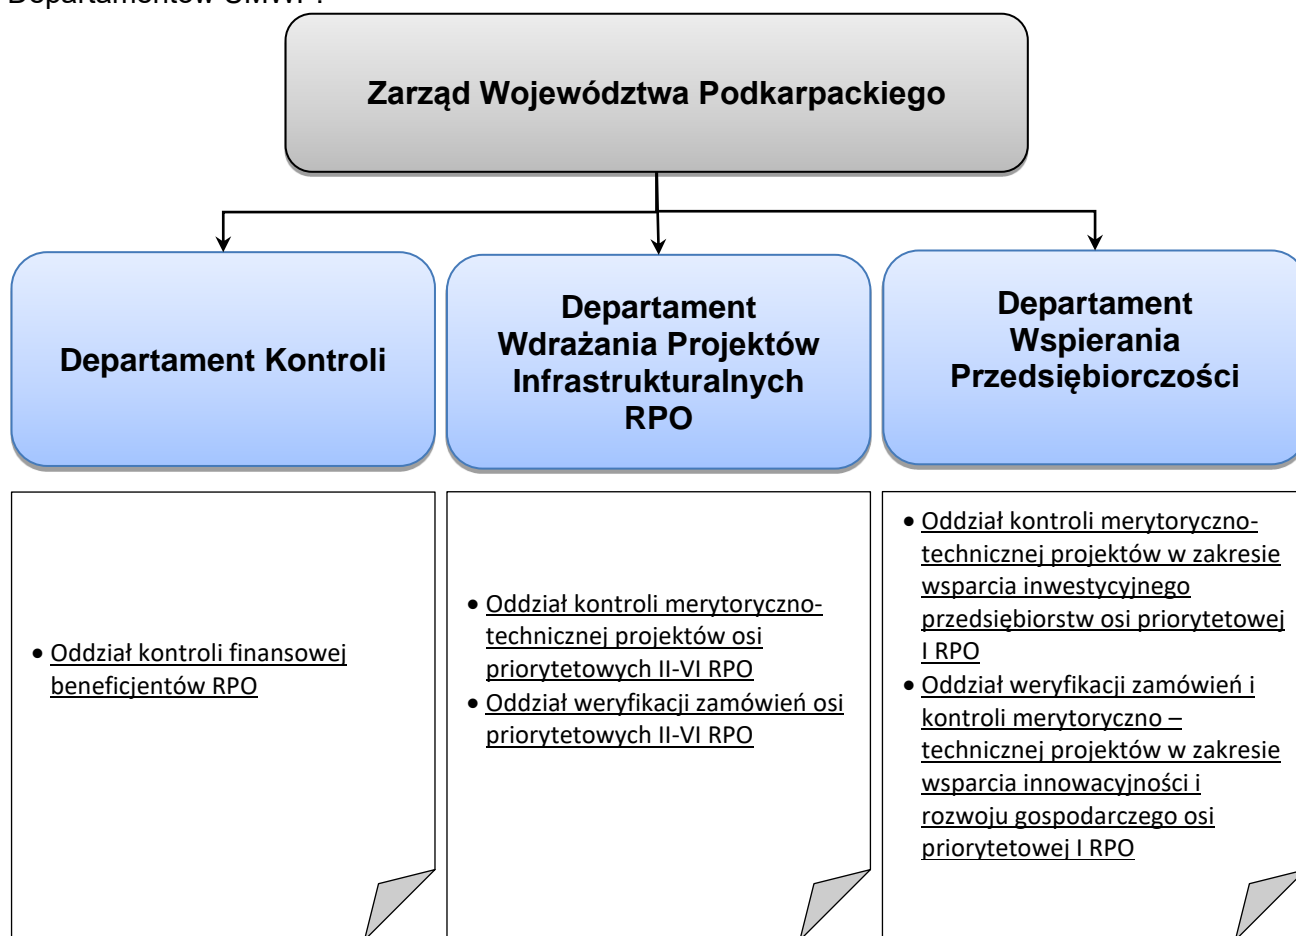 Departamentów UMWP:
Zarząd Województwa Podkarpackiego
Departament Kontroli
Departament
Wdrażania Projektów
Infrastrukturalnych
RPO
Departament
Wspierania
Przedsiębiorczości
• Oddział kontroli finansowej
beneficjentów RPO
• Oddział kontroli merytoryczno-
technicznej projektów osi
priorytetowych II-VI RPO
• Oddział weryfikacji zamówień osi
priorytetowych II-VI RPO
• Oddział kontroli merytoryczno-
technicznej projektów w zakresie
wsparcia inwestycyjnego
przedsiębiorstw osi priorytetowej
I RPO
• Oddział weryfikacji zamówień i
kontroli merytoryczno –
technicznej projektów w zakresie
wsparcia innowacyjności i
rozwoju gospodarczego osi
priorytetowej I RPO